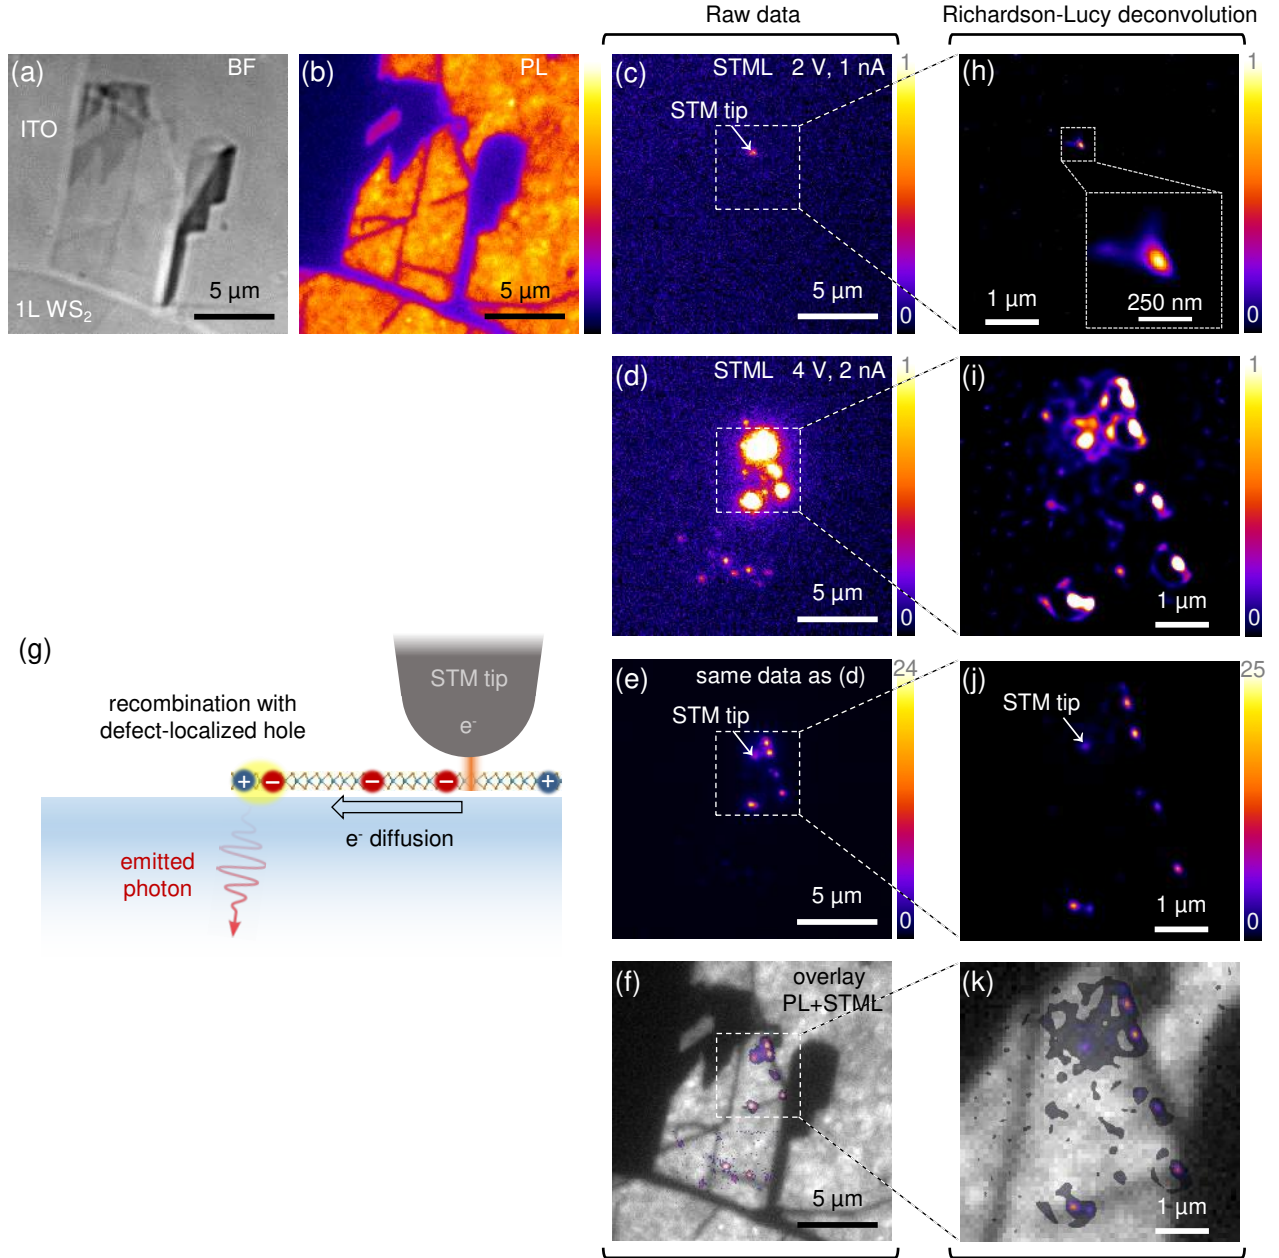 Raw data
Richardson-Lucy deconvolution
(a)
BF
ITO
1L WS₂
5 µm
(b)
PL
5 µm
(c)
STML 2 V, 1 nA
STM tip
5 µm
1
0
(h)
1 µm
250 nm
1
0
(d)
STML 4 V, 2 nA
5 µm
1
0
(i)
1 µm
1
0
(g)
recombination with
defect-localized hole
STM tip
e⁻
+
−
−
−
+
e⁻ diffusion
emitted
photon
(e)
same data as (d)
STM tip
5 µm
24
0
(j)
STM tip
1 µm
25
0
(f)
overlay
PL+STML
5 µm
(k)
1 µm